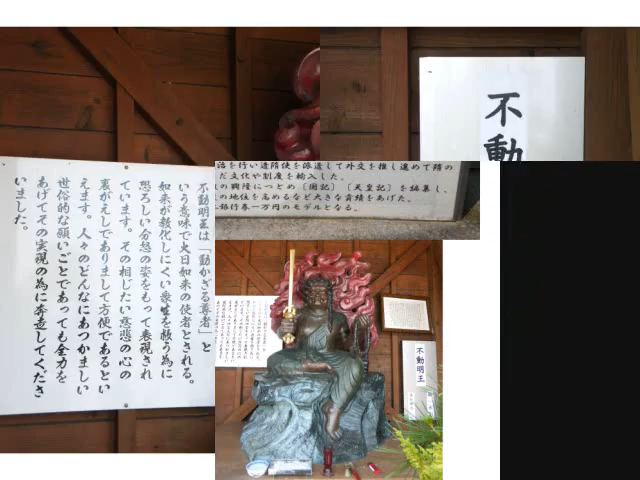 不動明王は「動かざる尊者」と
いう意味で大日如来の使者とされる。
如来が教化しにくい衆生を救う為に
恐ろしい忿怒の姿をもって表現され
ています。その相じたい慈悲の心の
裏がえしでありまして方便であるとい
えます。人々のどんなにあつかましい
世俗的な願いごとであっても全力を
あげてその実現の為に奔走してくださ
いました。
不動
治を行い遣隋使を派遣して外交を推し進めて隋の
だ文化や制度を輸入した。
の興隆につとめ〔国記〕〔天皇記〕を編集し、
の地位を高めるなど大きな貢績をあげた。
銀行券一万円のモデルとなる。
不動明王